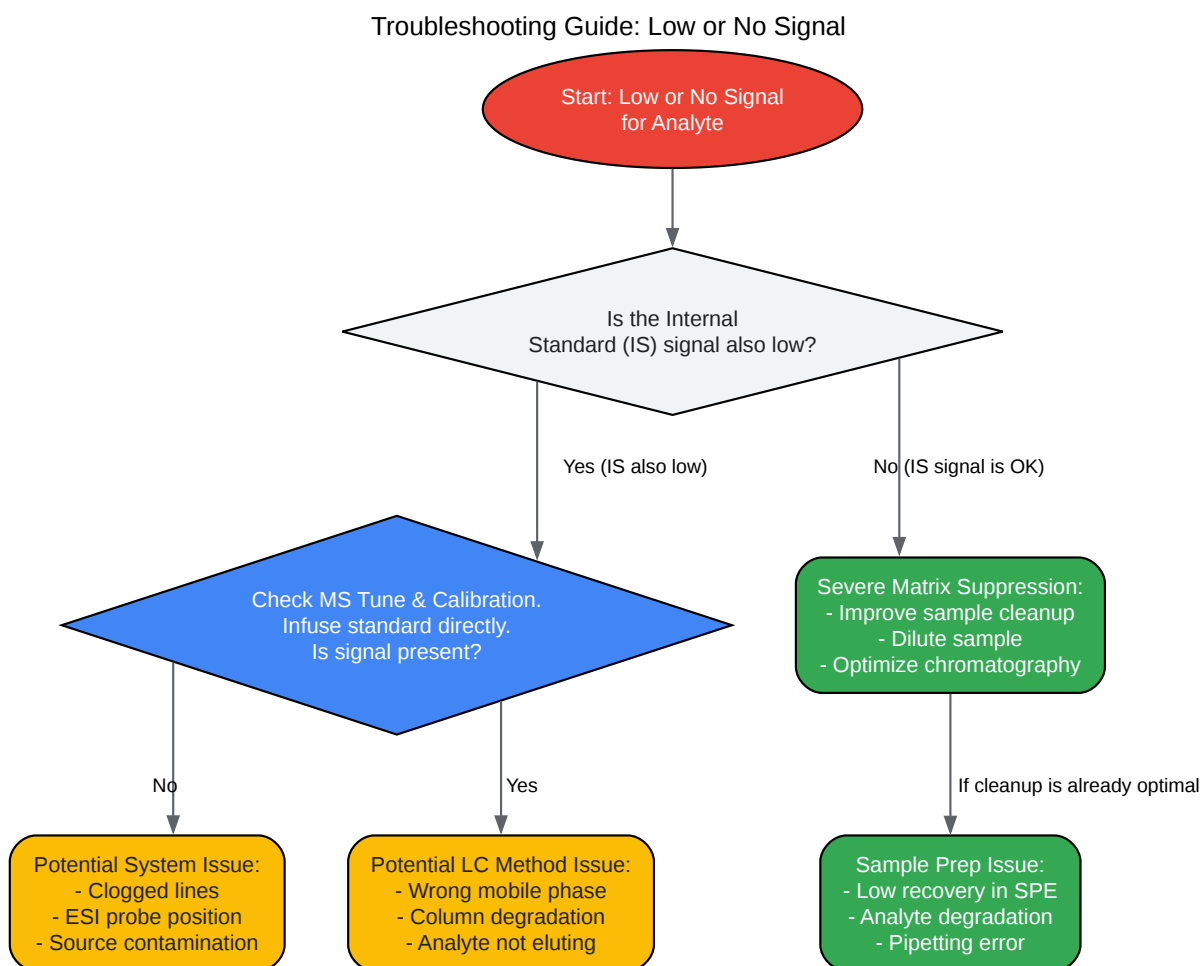 Troubleshooting Guide: Low or No Signal
Start: Low or No Signal
for Analyte
Is the Internal
Standard (IS) signal also low?
Yes (IS also low)
No (IS signal is OK)
Check MS Tune & Calibration.
Infuse standard directly.
Is signal present?
Severe Matrix Suppression:
- Improve sample cleanup
- Dilute sample
- Optimize chromatography
No
Yes
If cleanup is already optimal
Potential System Issue:
- Clogged lines
- ESI probe position
- Source contamination
Potential LC Method Issue:
- Wrong mobile phase
- Column degradation
- Analyte not eluting
Sample Prep Issue:
- Low recovery in SPE
- Analyte degradation
- Pipetting error